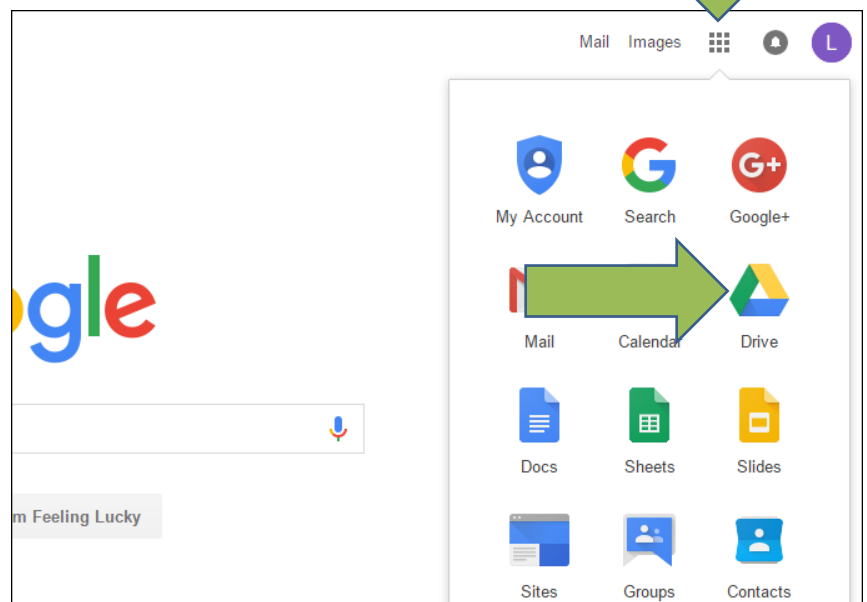 Mail Images L
My Account Search Google+
ogle
Mail Calendar Drive
Docs Sheets Slides
m Feeling Lucky
Sites Groups Contacts